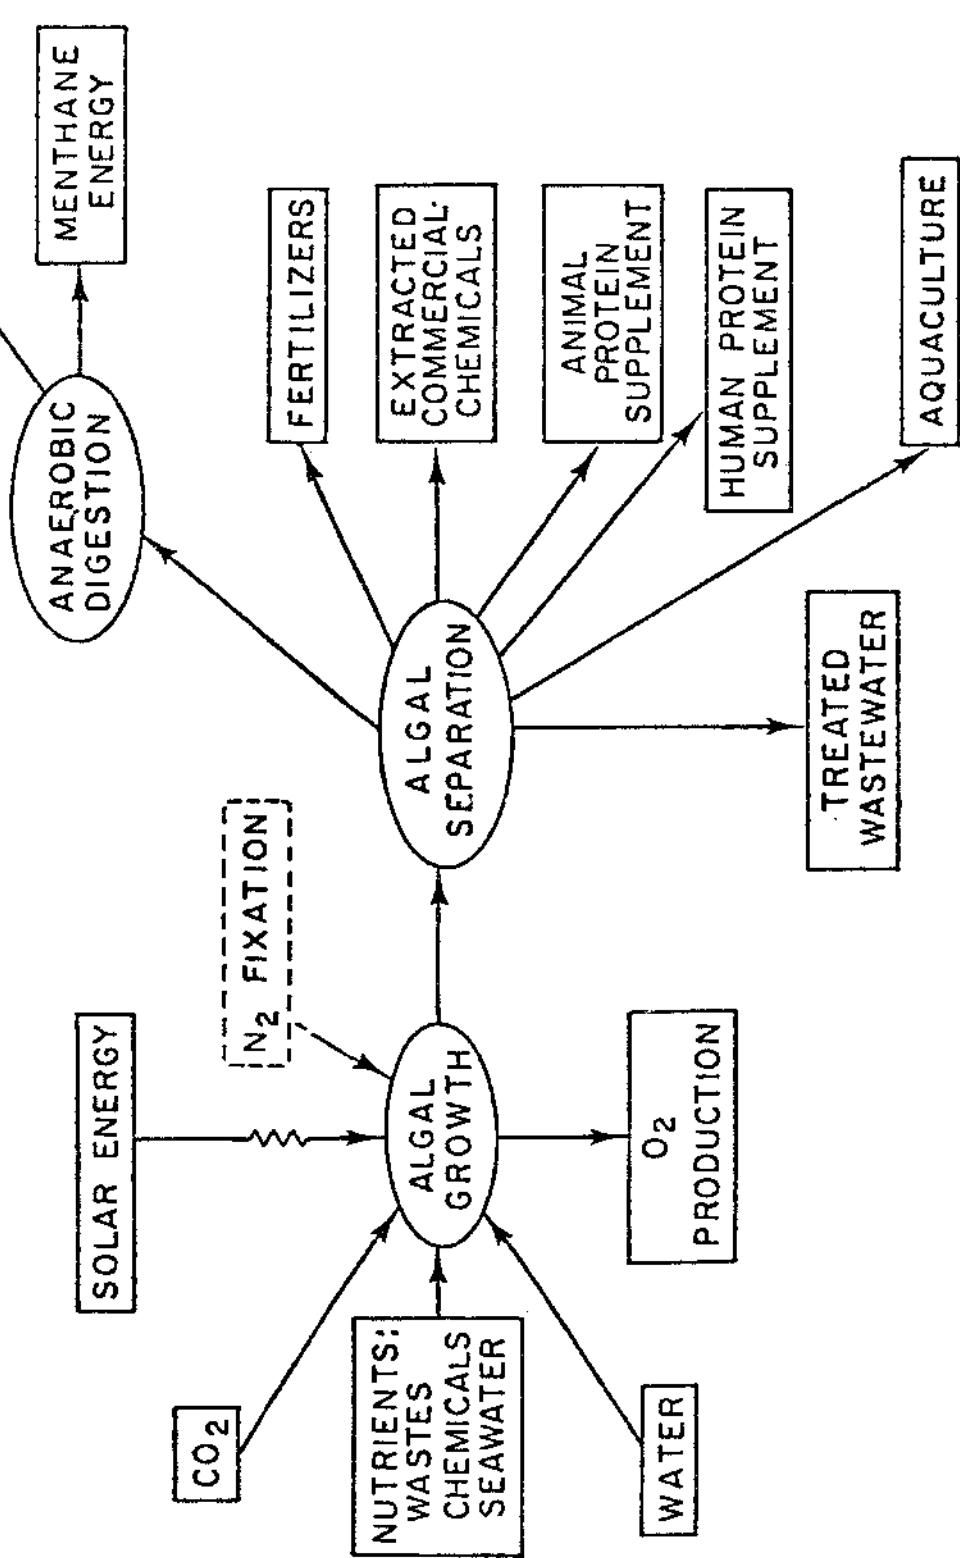 MENTHANE
ENERGY
ANAEROBIC
DIGESTION
SOLAR ENERGY
N₂ FIXATION
CO₂
FERTILIZERS
EXTRACTED
COMMERCIAL
CHEMICALS
NUTRIENTS:
WASTES
CHEMICALS
SEAWATER
ALGAL
GROWTH
ALGAL
SEPARATION
ANIMAL
PROTEIN
SUPPLEMENT
HUMAN PROTEIN
SUPPLEMENT
WATER
O₂
PRODUCTION
TREATED
WASTEWATER
AQUACULTURE